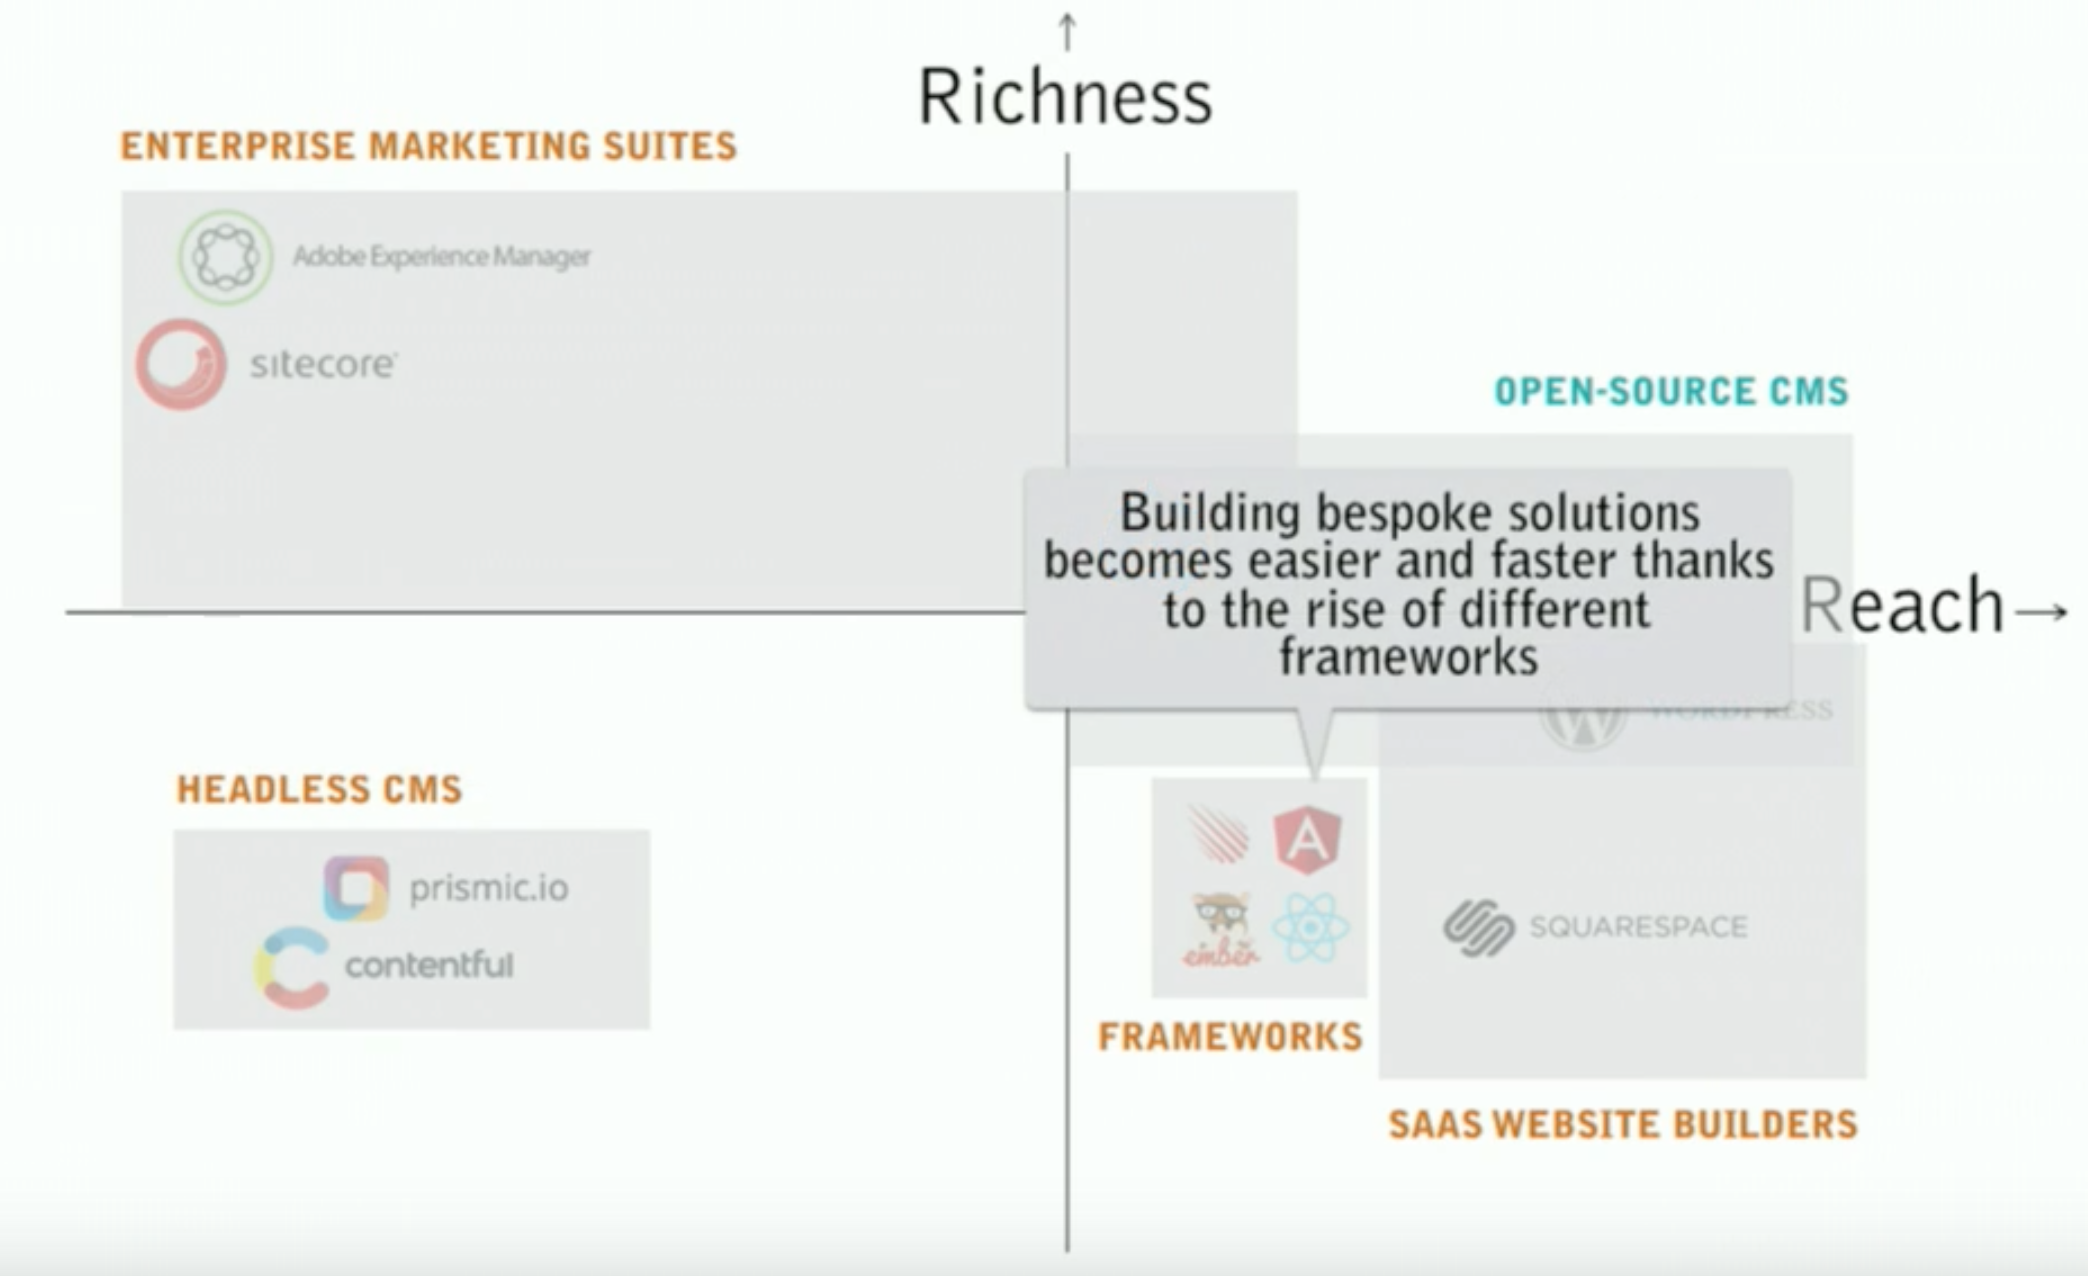 Richness
ENTERPRISE MARKETING SUITES
Adobe Experience Manager
sitecore
OPEN-SOURCE CMS
Building bespoke solutions
becomes easier and faster thanks
to the rise of different
frameworks
Reach
WORDPRESS
HEADLESS CMS
prismic.io
contentful
ember
SQUARESPACE
FRAMEWORKS
SAAS WEBSITE BUILDERS